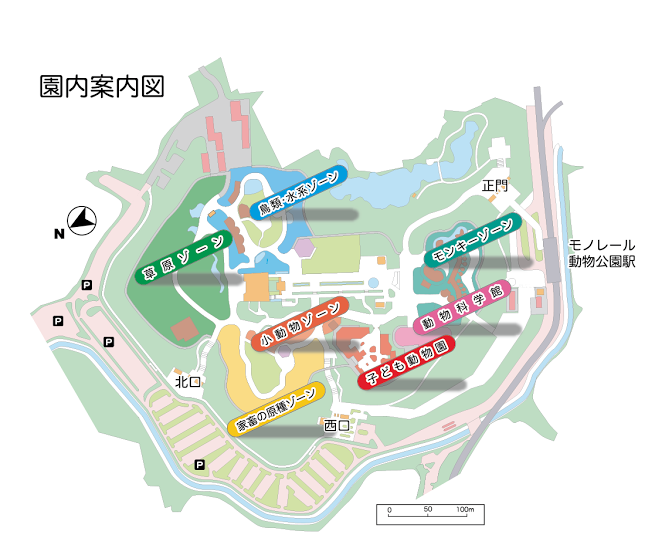 園内案内図
鳥類・水系ゾーン
正門
N
草原ゾーン
モンキーゾーン
モノレール
動物公園駅
P
動物科学館
小動物ゾーン
P
P
子ども動物園
北口
家畜の原種ゾーン
西口
P
0 50 100m